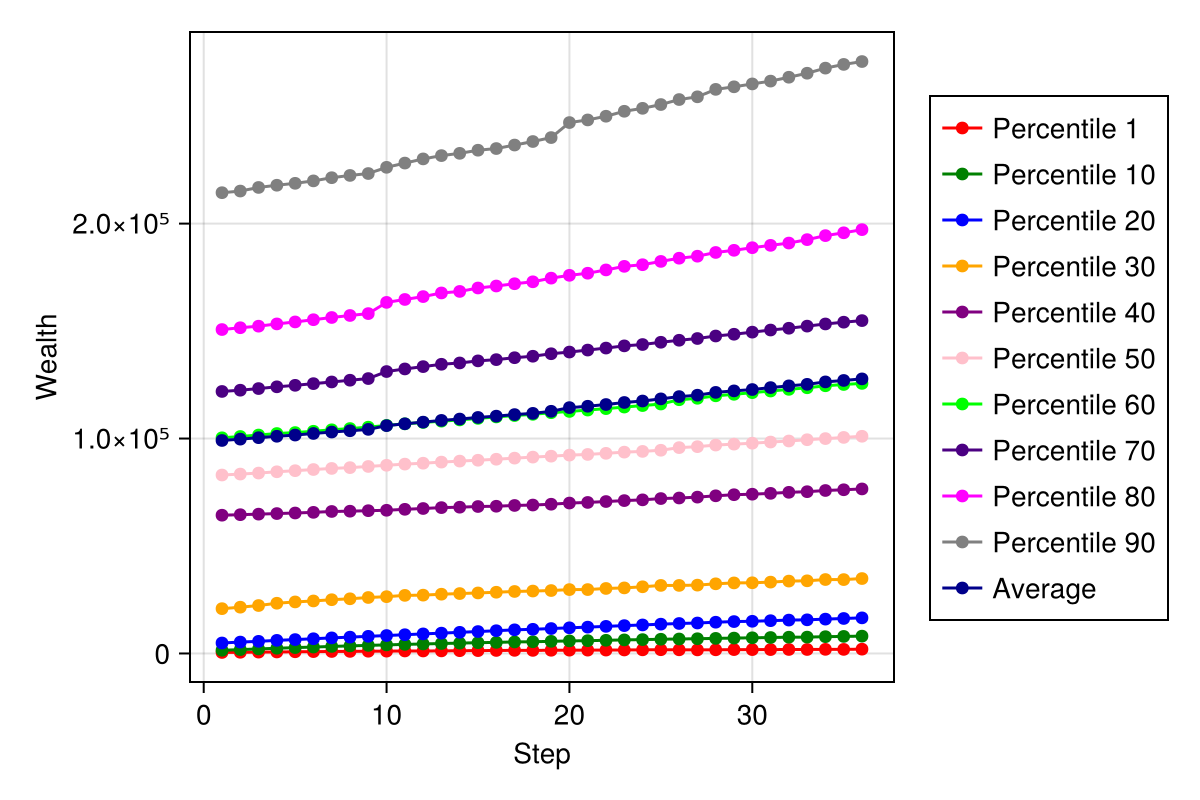 Wealth
2.0×10⁵
1.0×10⁵
0
0 10 20 30
Step
Percentile 1
Percentile 10
Percentile 20
Percentile 30
Percentile 40
Percentile 50
Percentile 60
Percentile 70
Percentile 80
Percentile 90
Average